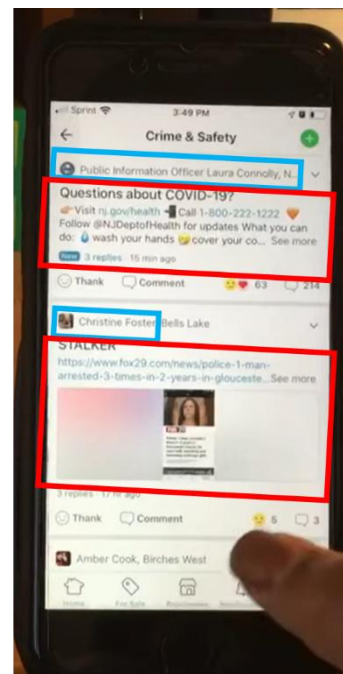 Sprint 3:49 PM
Crime & Safety
Public Information Officer Laura Connolly, N...
Questions about COVID-19?
👉Visit nj.gov/health 📲Call 1-800-222-1222 🧡
Follow @NJDeptofHealth for updates What you can
do: 💧wash your hands 🤧cover your co... See more
New 3 replies · 15 min ago
Thank Comment 63 214
Christine Foster, Bells Lake
STALKER
https://www.fox29.com/news/police-1-man-
arrested-3-times-in-2-years-in-glouceste...See more
FOX 29
3 replies · 17 hr ago
Thank Comment 5 3
Amber Cook, Birches West
Home For Sale